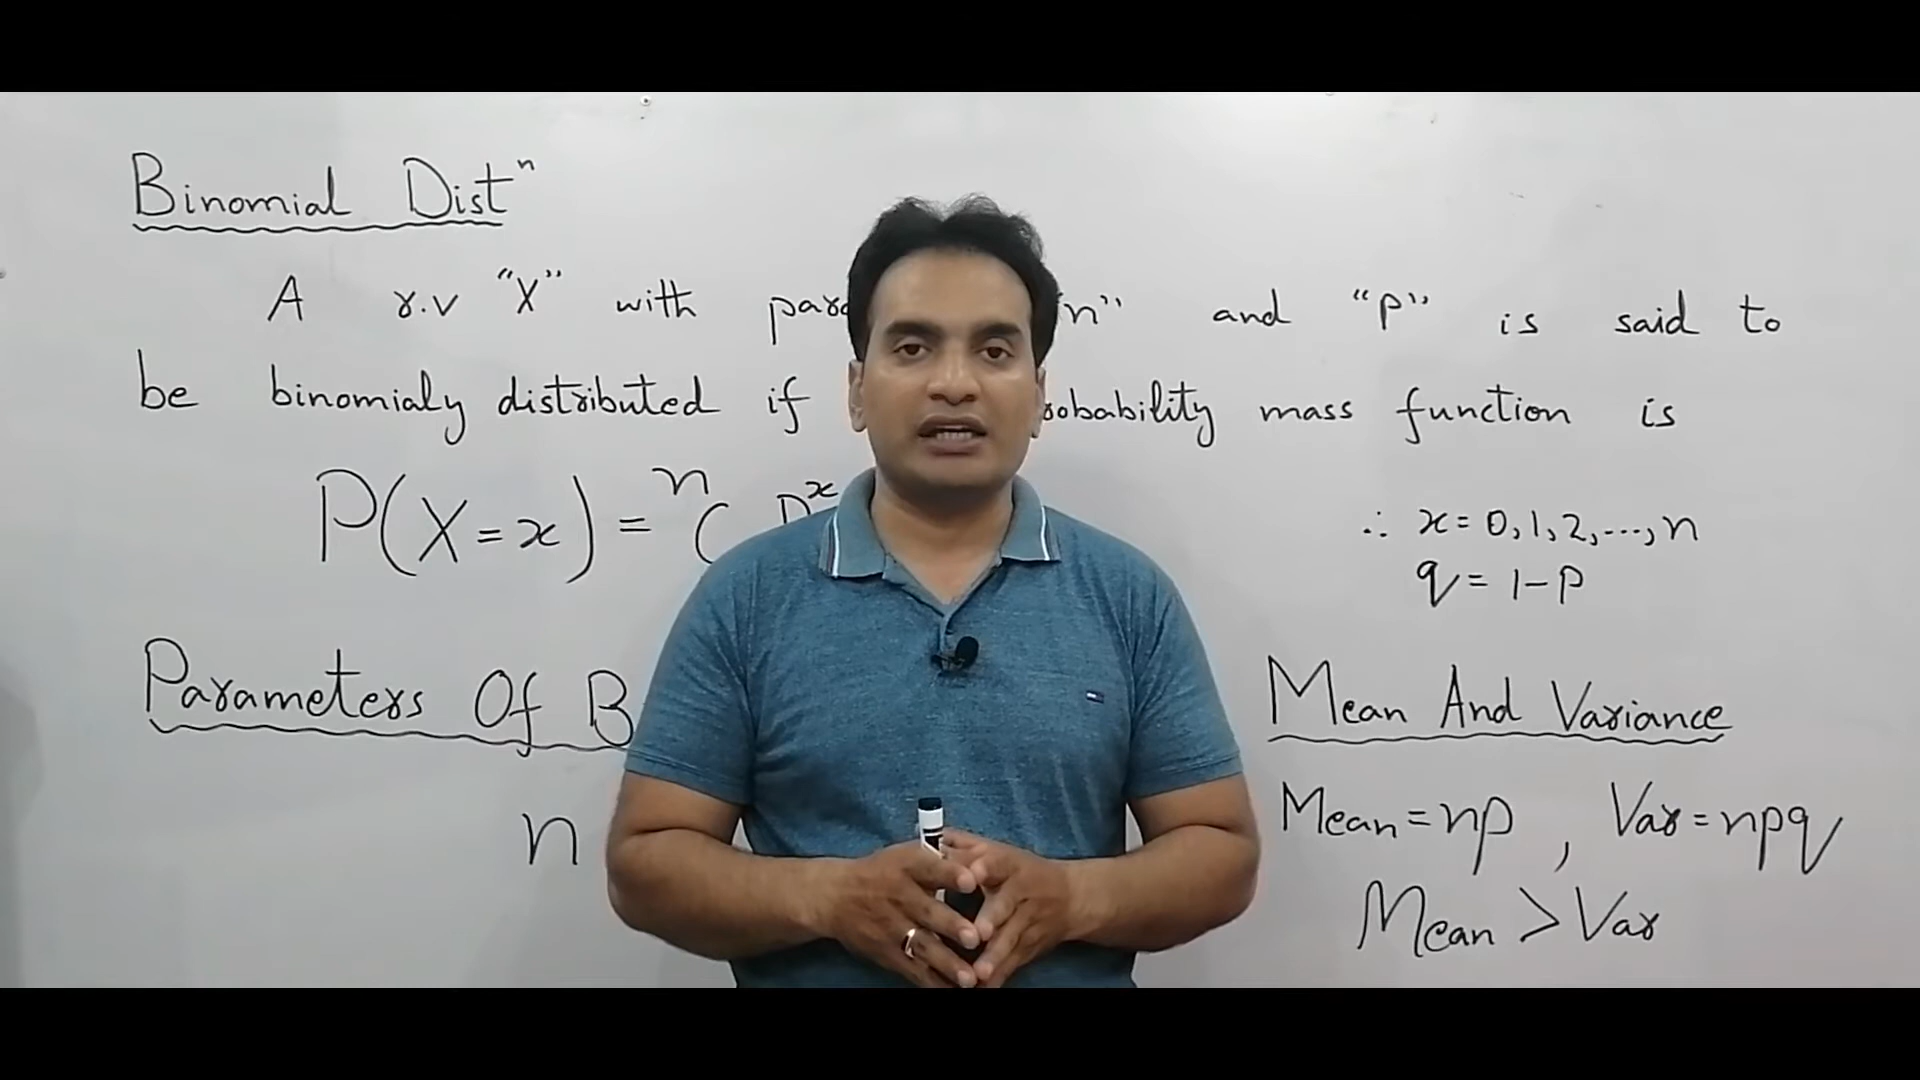 Binomial Distⁿ
A r.v "X" with "n" and "P" is said to
be binomialy distributed if mass function is
P(X=x) = ⁿC Pˣ
∴ x = 0, 1, 2, ..., n
q = 1-p
Parameters Of B
n
Mean And Variance
Mean = np , Var = npq
Mean > Var